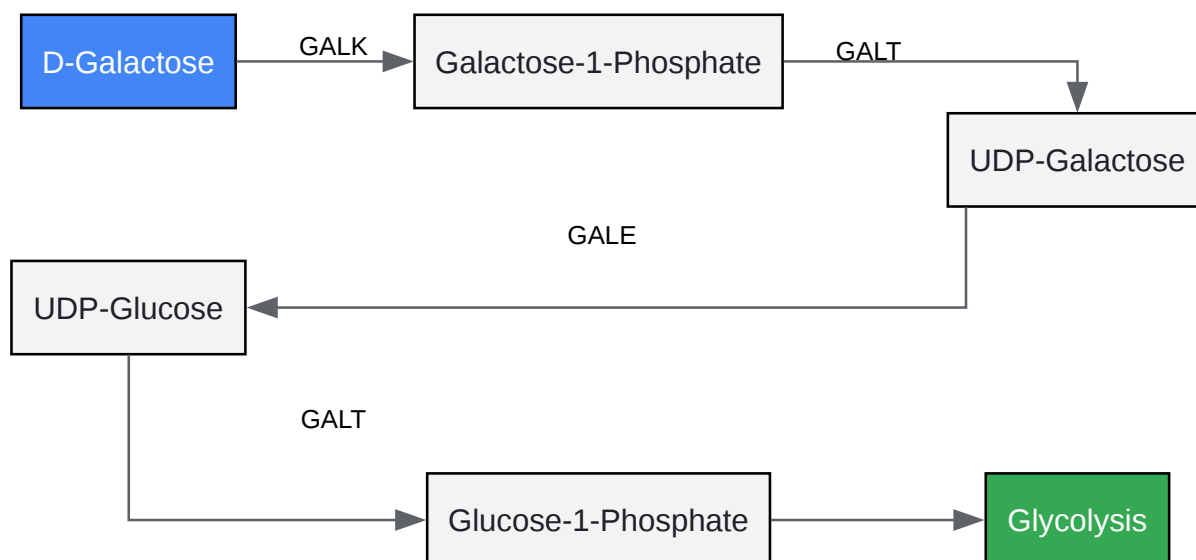 D-Galactose
GALK
Galactose-1-Phosphate
GALT
UDP-Galactose
GALE
UDP-Glucose
GALT
Glucose-1-Phosphate
Glycolysis